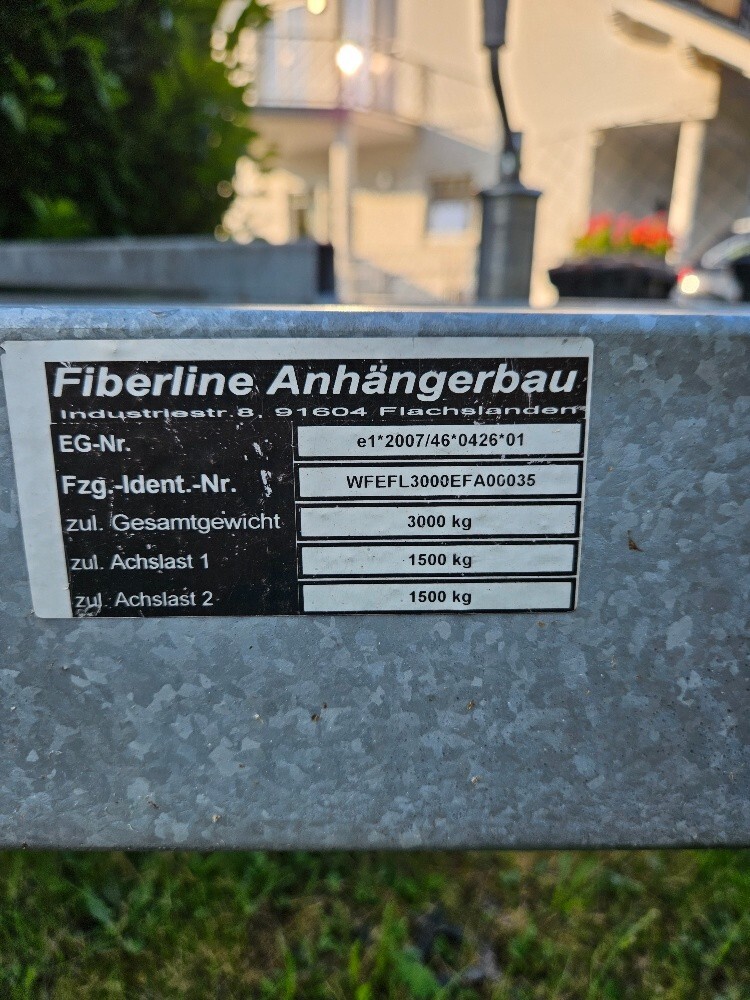 Fiberline Anhängerbau
Industriestr.8, 91604 Flachslanden
EG-Nr. e1*2007/46*0426*01
Fzg.-Ident.-Nr. WFEFL3000EFA00035
zul. Gesamtgewicht 3000 kg
zul. Achslast 1 1500 kg
zul. Achslast 2 1500 kg